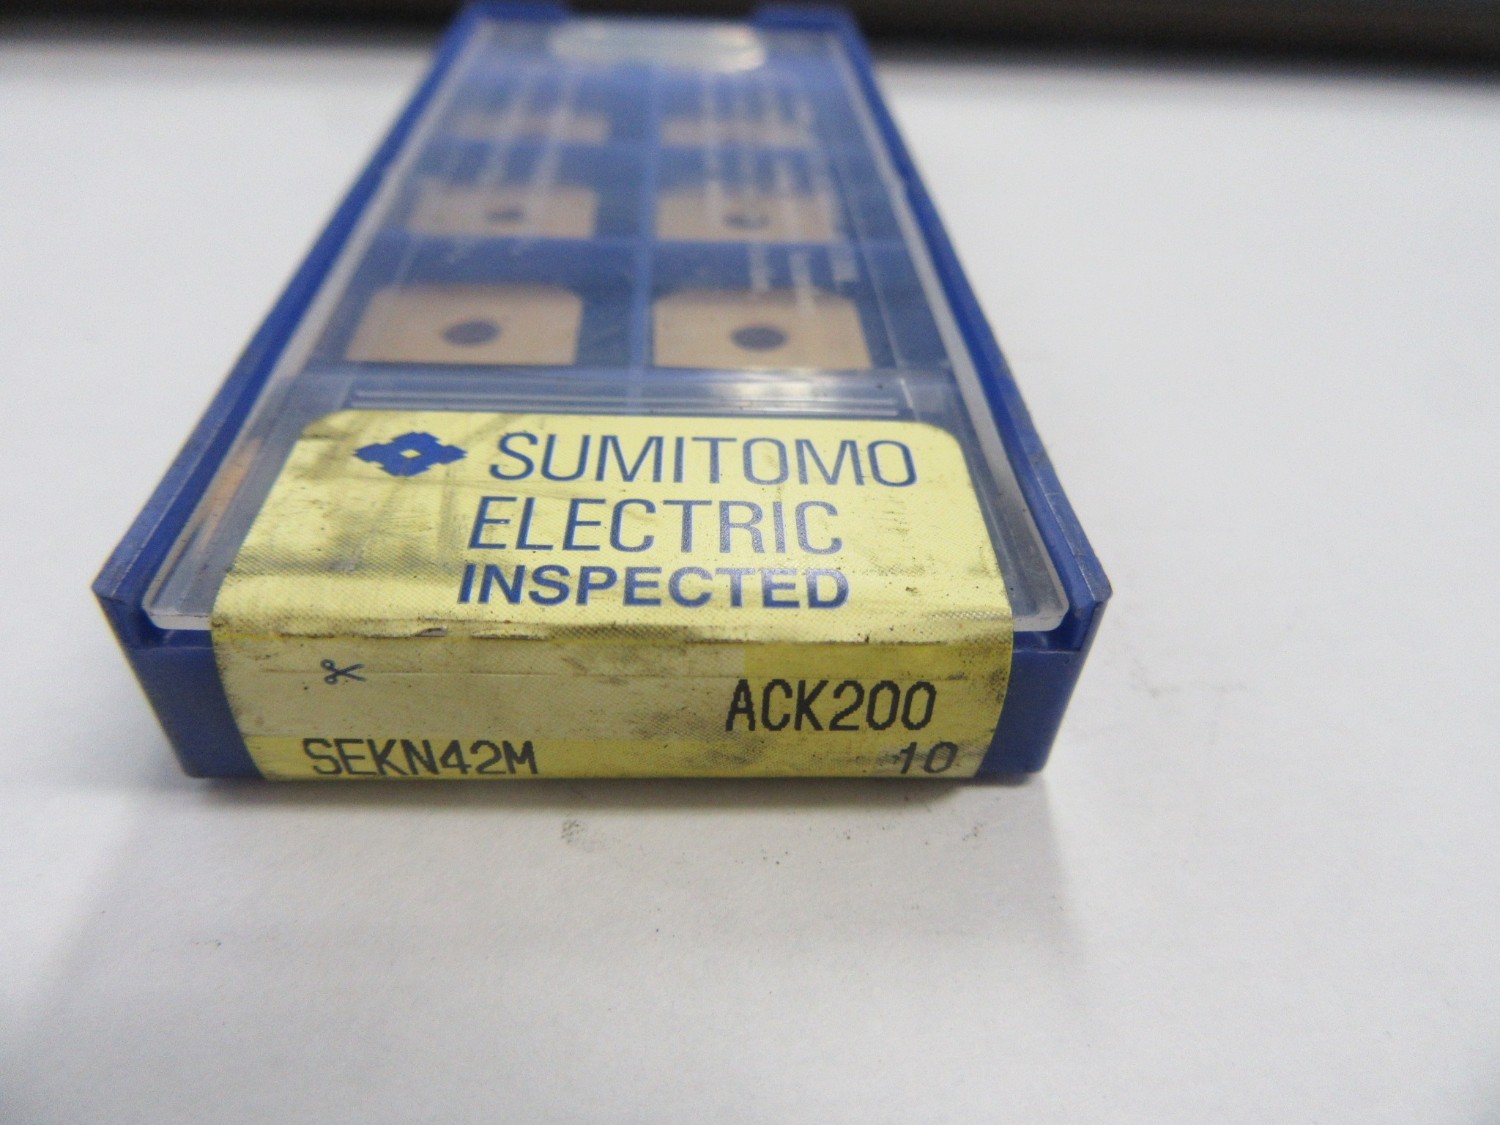 SUMITOMO
ELECTRIC
INSPECTED
ACK200
SEKN42M 10